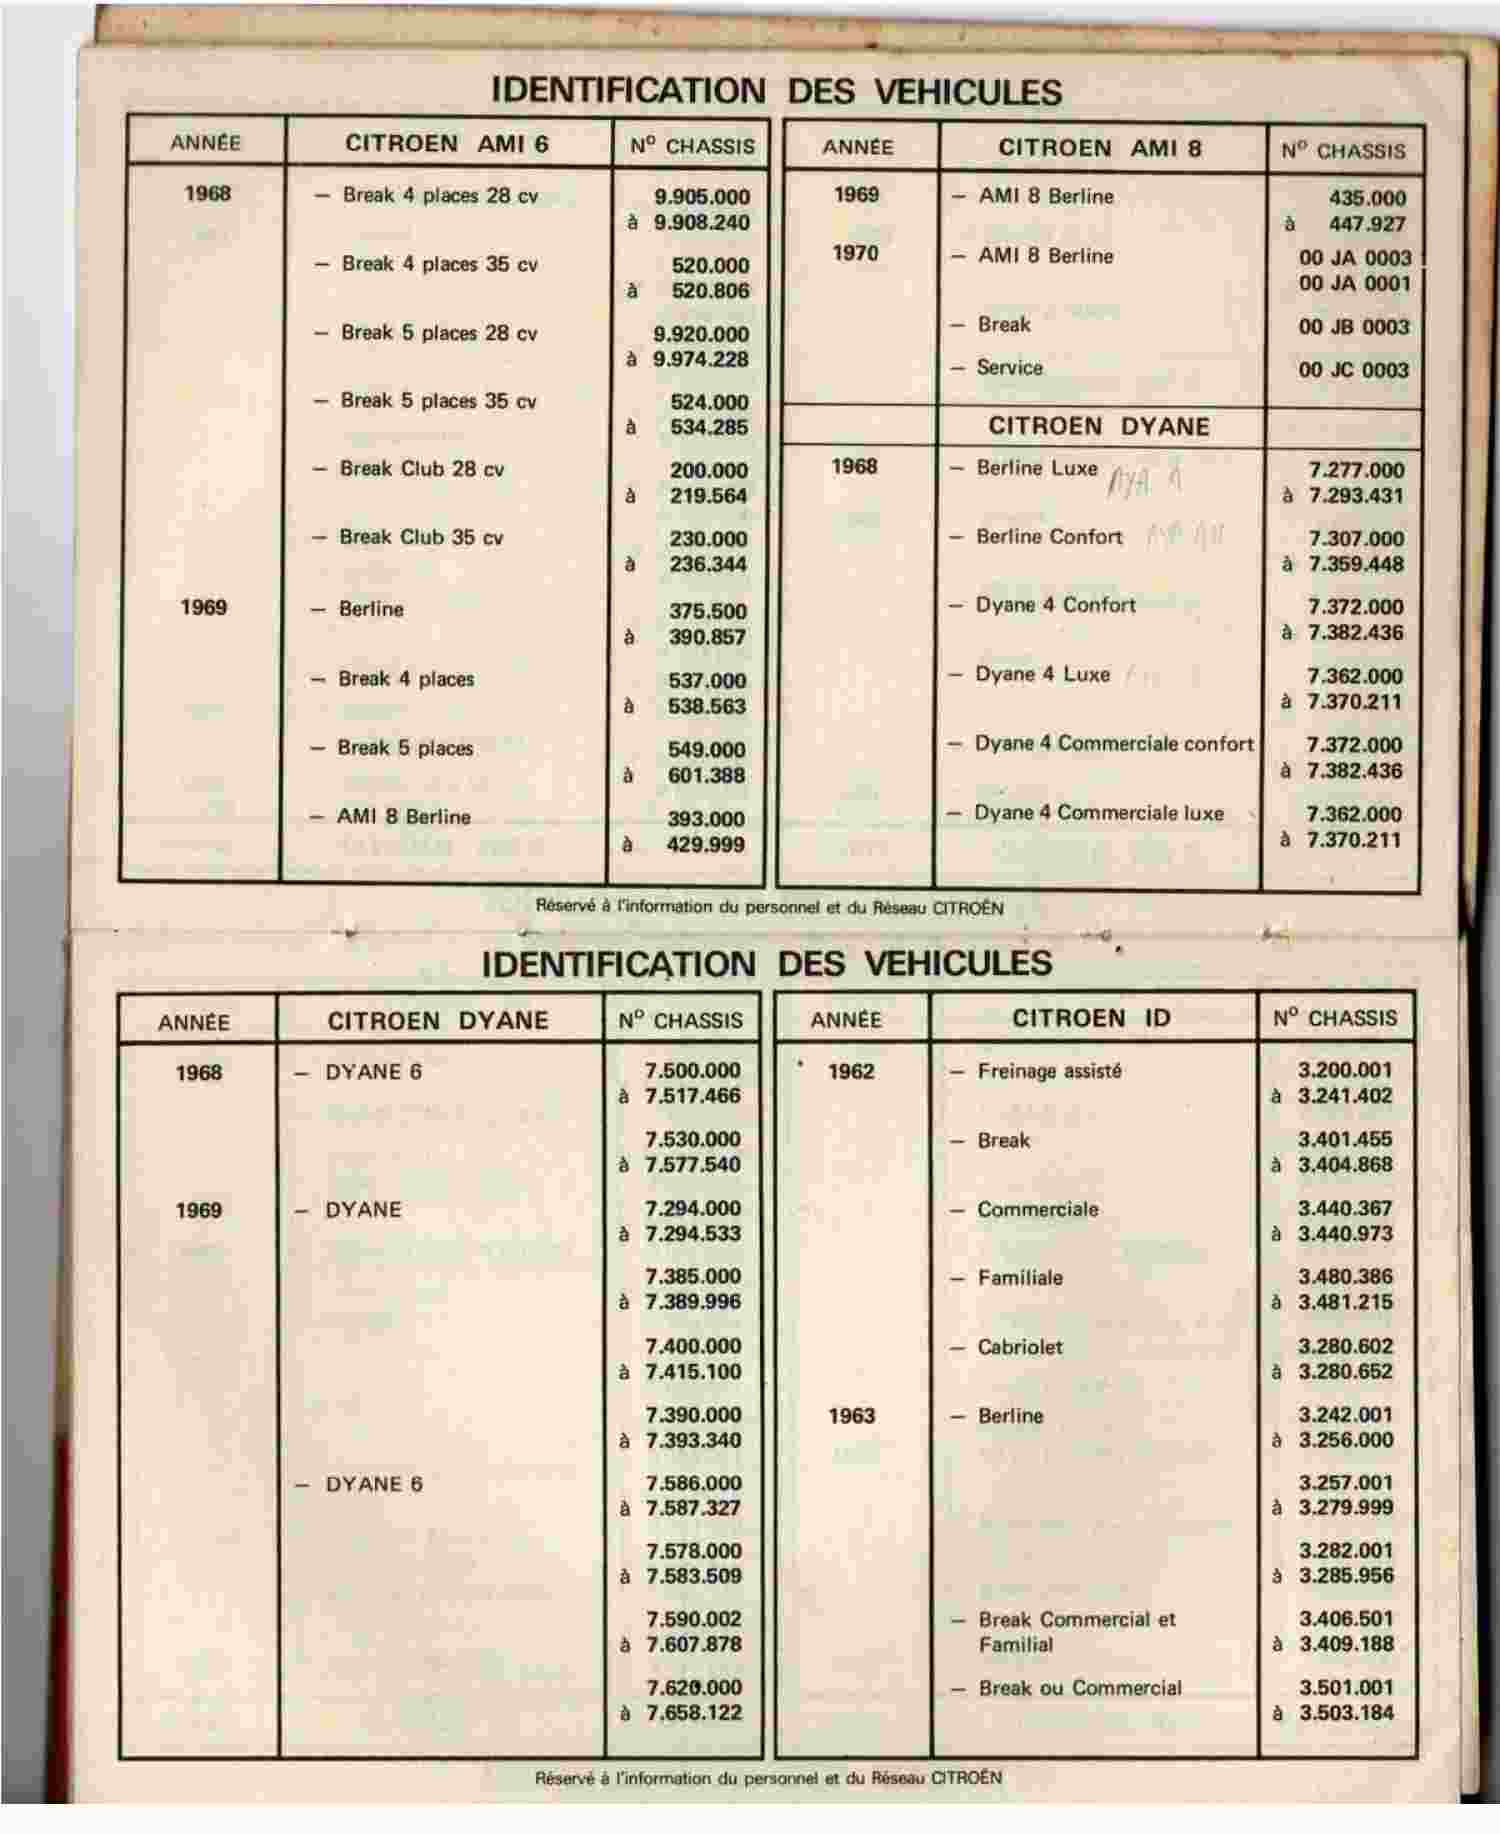 IDENTIFICATION DES VEHICULES
ANNÉE CITROEN AMI 6 Nº CHASSIS
1968 – Break 4 places 28 cv 9.905.000
à 9.908.240
– Break 4 places 35 cv 520.000
à 520.806
– Break 5 places 28 cv 9.920.000
à 9.974.228
– Break 5 places 35 cv 524.000
à 534.285
– Break Club 28 cv 200.000
à 219.564
– Break Club 35 cv 230.000
à 236.344
1969 – Berline 375.500
à 390.857
– Break 4 places 537.000
à 538.563
– Break 5 places 549.000
à 601.388
– AMI 8 Berline 393.000
à 429.999
ANNÉE CITROEN AMI 8 Nº CHASSIS
1969 – AMI 8 Berline 435.000
à 447.927
1970 – AMI 8 Berline 00 JA 0003
00 JA 0001
– Break 00 JB 0003
– Service 00 JC 0003
CITROEN DYANE
1968 – Berline Luxe AYA A 7.277.000
à 7.293.431
– Berline Confort 7.307.000
à 7.359.448
– Dyane 4 Confort 7.372.000
à 7.382.436
– Dyane 4 Luxe 7.362.000
à 7.370.211
– Dyane 4 Commerciale confort 7.372.000
à 7.382.436
– Dyane 4 Commerciale luxe 7.362.000
à 7.370.211
Réservé à l'information du personnel et du Réseau CITROËN
IDENTIFICATION DES VEHICULES
ANNÉE CITROEN DYANE Nº CHASSIS
1968 – DYANE 6 7.500.000
à 7.517.466
7.530.000
à 7.577.540
1969 – DYANE 7.294.000
à 7.294.533
7.385.000
à 7.389.996
7.400.000
à 7.415.100
7.390.000
à 7.393.340
– DYANE 6 7.586.000
à 7.587.327
7.578.000
à 7.583.509
7.590.002
à 7.607.878
7.620.000
à 7.658.122
ANNÉE CITROEN ID Nº CHASSIS
1962 – Freinage assisté 3.200.001
à 3.241.402
– Break 3.401.455
à 3.404.868
– Commerciale 3.440.367
à 3.440.973
– Familiale 3.480.386
à 3.481.215
– Cabriolet 3.280.602
à 3.280.652
1963 – Berline 3.242.001
à 3.256.000
3.257.001
à 3.279.999
3.282.001
à 3.285.956
– Break Commercial et 3.406.501
Familial à 3.409.188
– Break ou Commercial 3.501.001
à 3.503.184
Réservé à l'information du personnel et du Réseau CITROËN